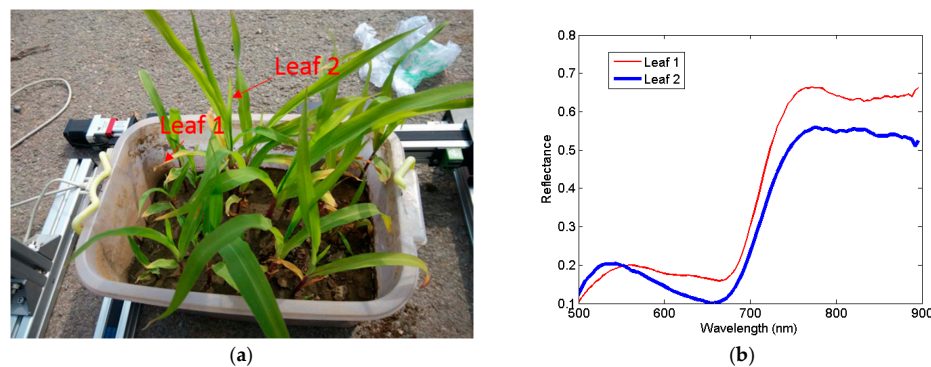 Leaf 2
Leaf 1
(a)
0.8
0.7
0.6
0.5
0.4
0.3
0.2
0.1
Reflectance
Leaf 1
Leaf 2
500
600
700
800
900
Wavelength (nm)
(b)